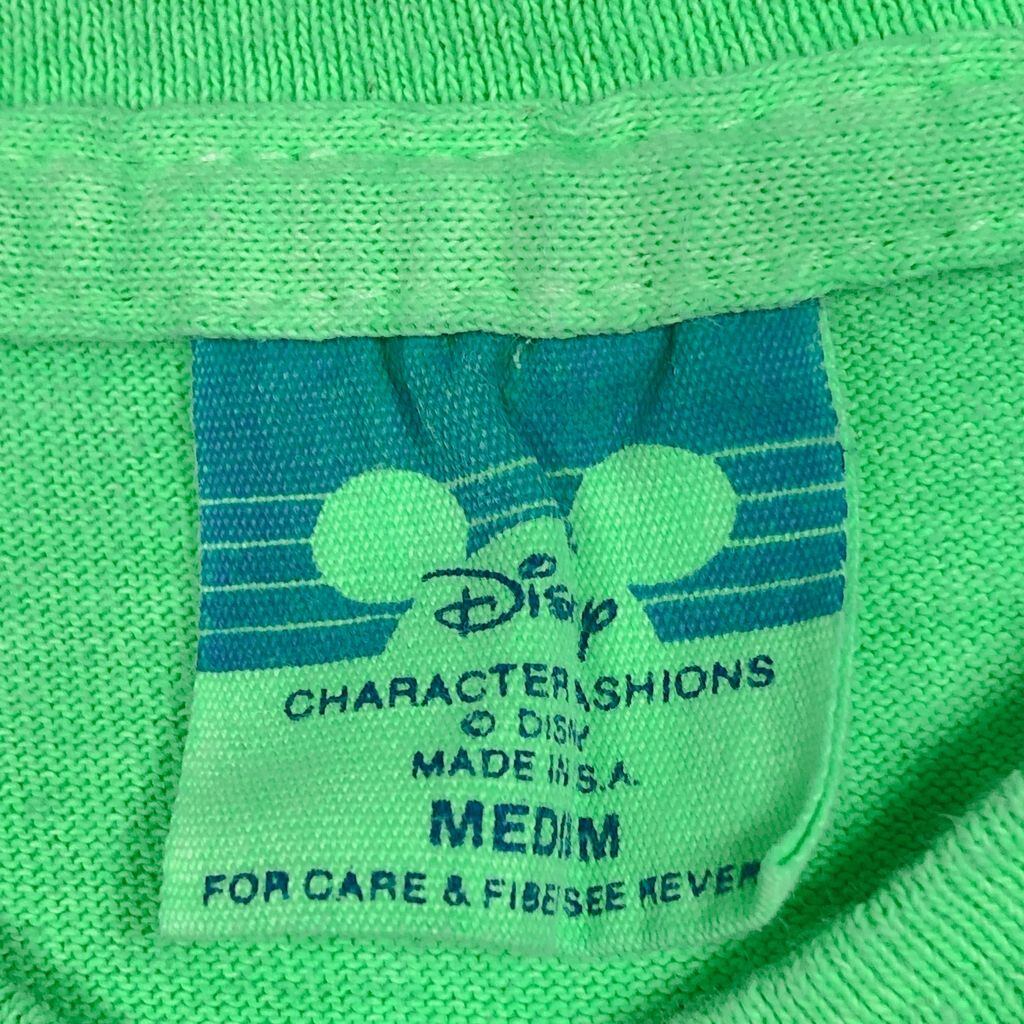 Disney
CHARACTER FASHIONS
© DISNEY
MADE IN U.S.A.
MEDIUM
FOR CARE & FIBER SEE REVERSE